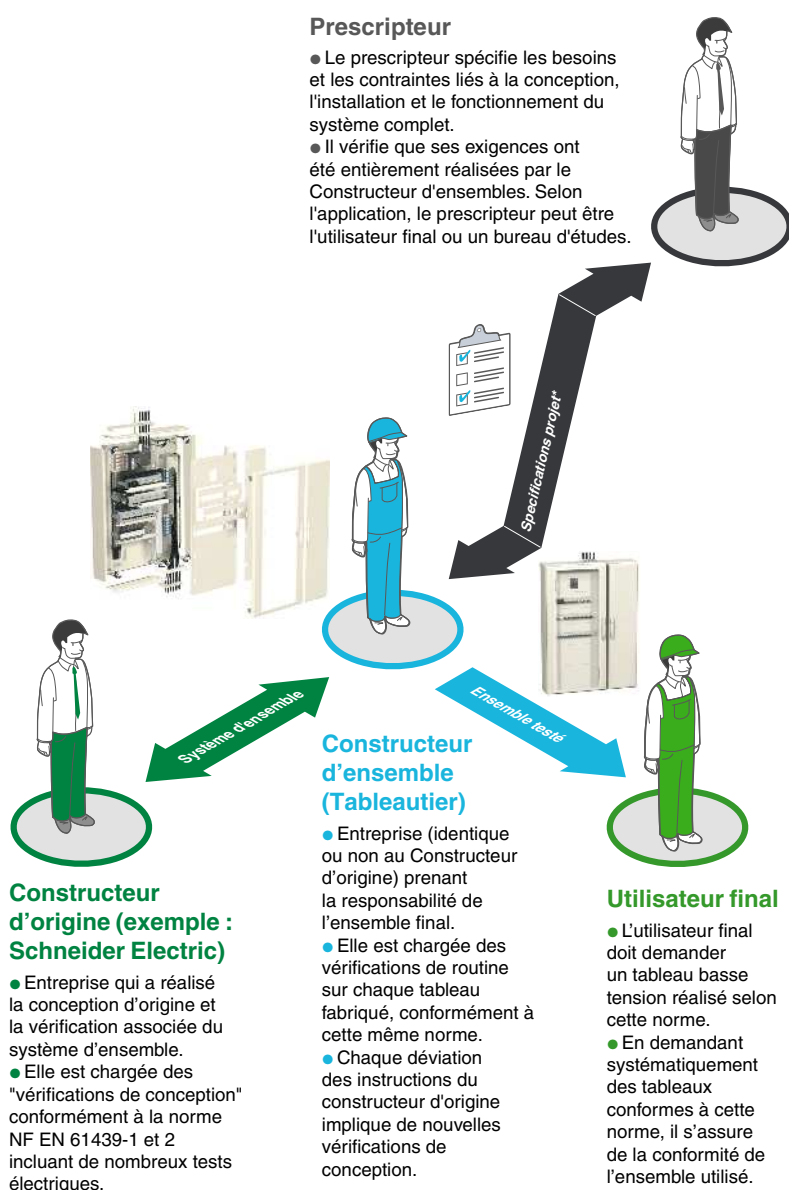 Prescripteur
● Le prescripteur spécifie les besoins
et les contraintes liés à la conception,
l'installation et le fonctionnement du
système complet.
● Il vérifie que ses exigences ont
été entièrement réalisées par le
Constructeur d'ensembles. Selon
l'application, le prescripteur peut être
l'utilisateur final ou un bureau d'études.
Specifications projet*
Système d'ensemble
Ensemble testé
Constructeur
d'origine (exemple :
Schneider Electric)
● Entreprise qui a réalisé
la conception d'origine et
la vérification associée du
système d'ensemble.
● Elle est chargée des
"vérifications de conception"
conformément à la norme
NF EN 61439-1 et 2
incluant de nombreux tests
électriques.
Constructeur
d'ensemble
(Tableautier)
● Entreprise (identique
ou non au Constructeur
d'origine) prenant
la responsabilité de
l'ensemble final.
● Elle est chargée des
vérifications de routine
sur chaque tableau
fabriqué, conformément à
cette même norme.
● Chaque déviation
des instructions du
constructeur d'origine
implique de nouvelles
vérifications de
conception.
Utilisateur final
● L'utilisateur final
doit demander
un tableau basse
tension réalisé selon
cette norme.
● En demandant
systématiquement
des tableaux
conformes à cette
norme, il s'assure
de la conformité de
l'ensemble utilisé.